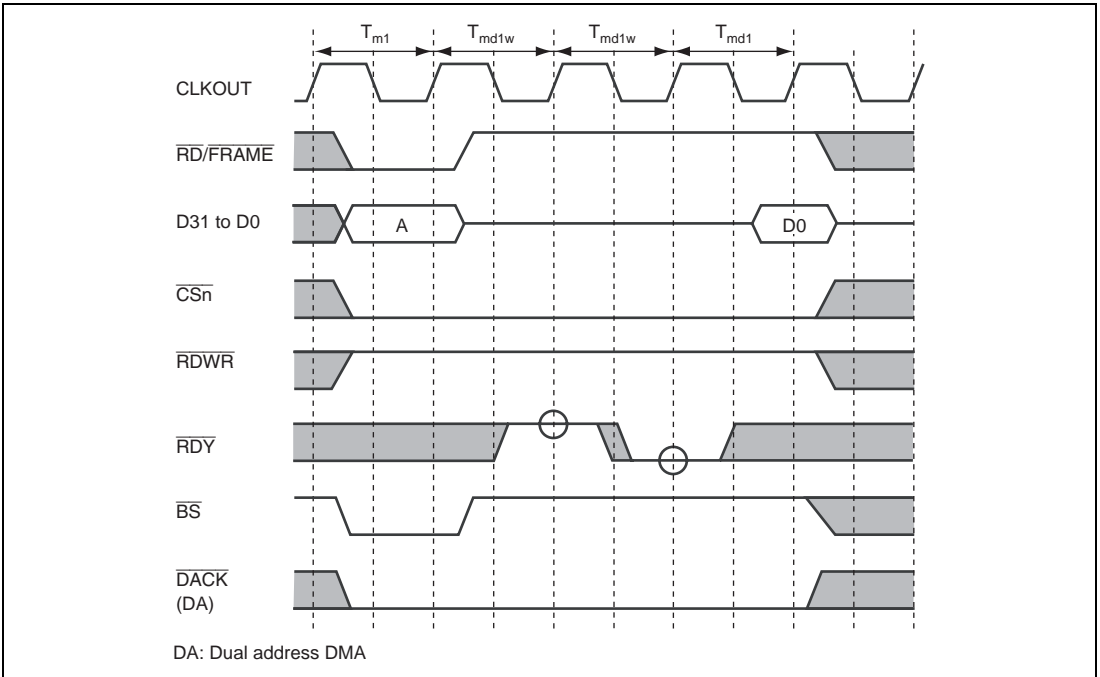 Tm1 Tmd1w Tmd1w Tmd1
CLKOUT
RD/FRAME
D31 to D0
A
D0
CSn
RDWR
RDY
BS
DACK
(DA)
DA: Dual address DMA